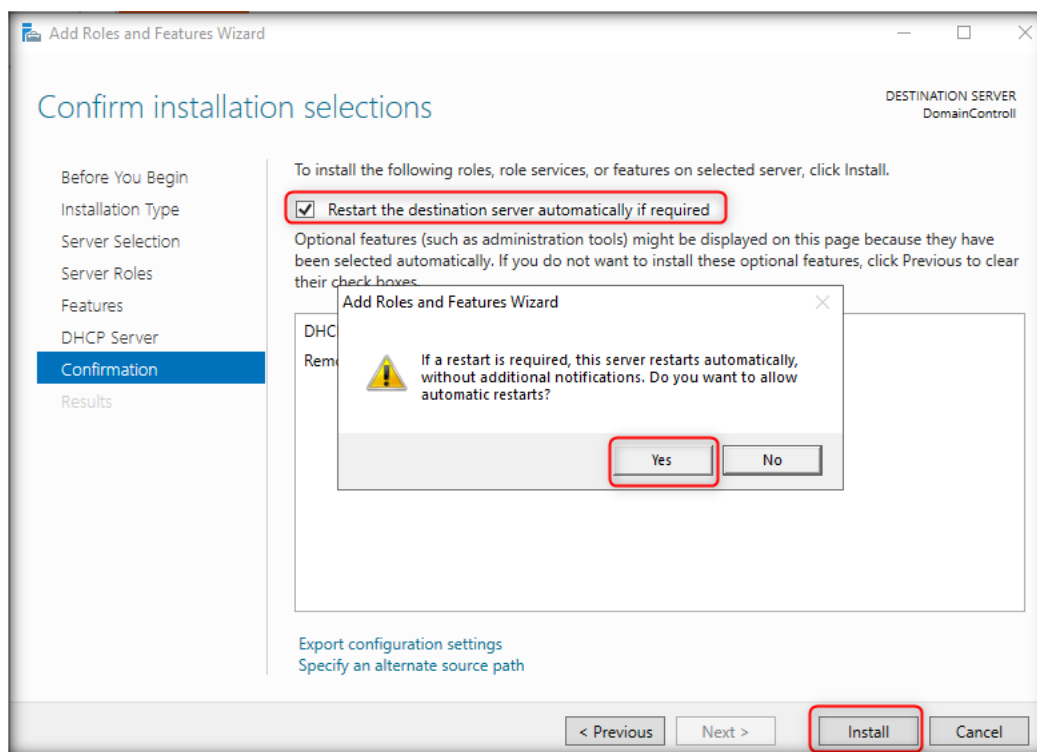 Add Roles and Features Wizard
Confirm installation selections
DESTINATION SERVER
DomainControll
Before You Begin
Installation Type
Server Selection
Server Roles
Features
DHCP Server
Confirmation
Results
To install the following roles, role services, or features on selected server, click Install.
Restart the destination server automatically if required
Optional features (such as administration tools) might be displayed on this page because they have
been selected automatically. If you do not want to install these optional features, click Previous to clear
their check boxes
Add Roles and Features Wizard
If a restart is required, this server restarts automatically,
without additional notifications. Do you want to allow
automatic restarts?
Yes
No
Export configuration settings
Specify an alternate source path
< Previous
Next >
Install
Cancel